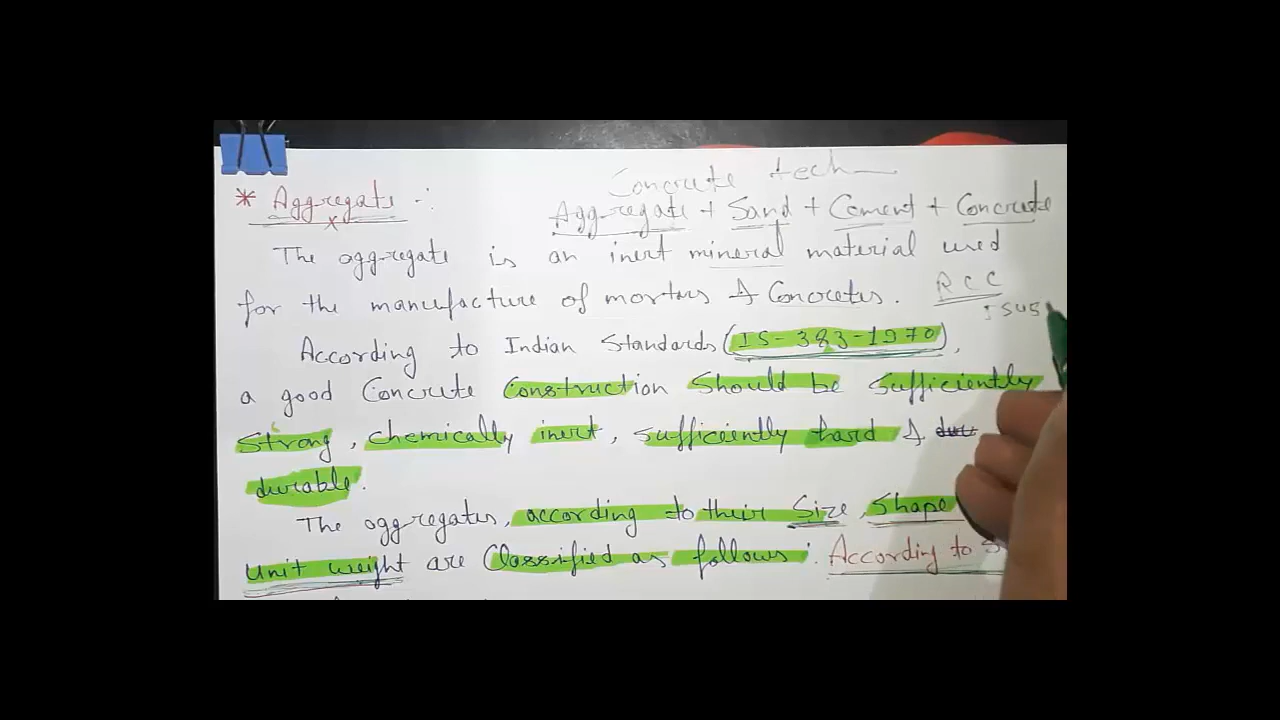 Concrete tech
* Aggregate -:
Aggregate + Sand + Cement + Concrete
The aggregate is an inert mineral material used
for the manufacture of mortars & Concretes. RCC
IS45
According to Indian Standards (IS-383-1970),
a good Concrete Construction Should be Sufficiently
Strong, chemically inert, sufficiently hard &
durable.
The aggregates, according to their Size, Shape
unit weight are Classified as follows: According to S